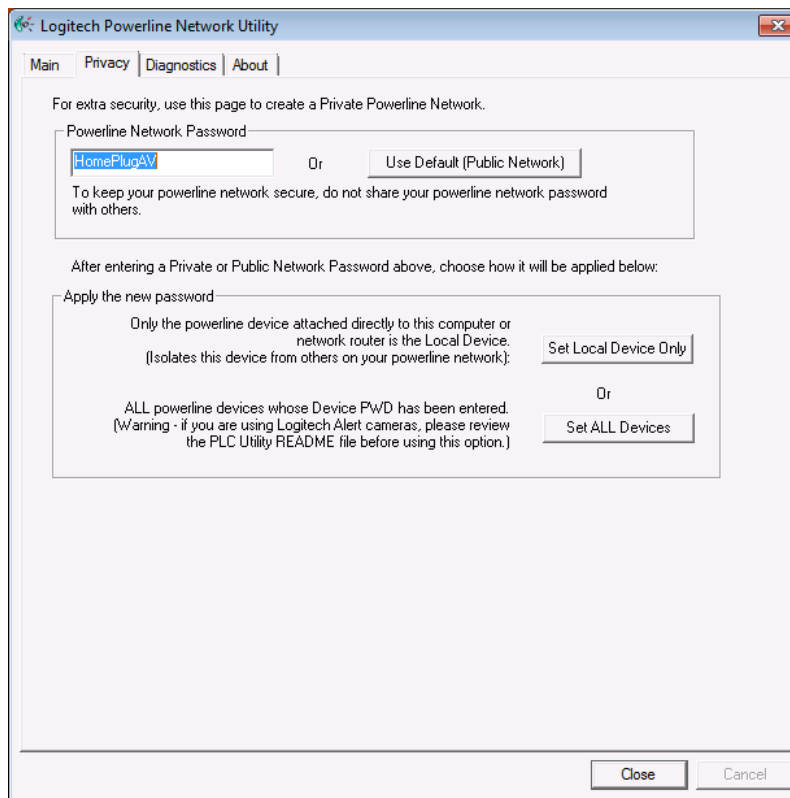 Logitech Powerline Network Utility
Main Privacy Diagnostics About
For extra security, use this page to create a Private Powerline Network.
Powerline Network Password
HomePlugAV Or Use Default (Public Network)
To keep your powerline network secure, do not share your powerline network password
with others.
After entering a Private or Public Network Password above, choose how it will be applied below:
Apply the new password
Only the powerline device attached directly to this computer or
network router is the Local Device.
(Isolates this device from others on your powerline network):
Set Local Device Only
Or
ALL powerline devices whose Device PWD has been entered.
(Warning - if you are using Logitech Alert cameras, please review
the PLC Utility README file before using this option.)
Set ALL Devices
Close Cancel